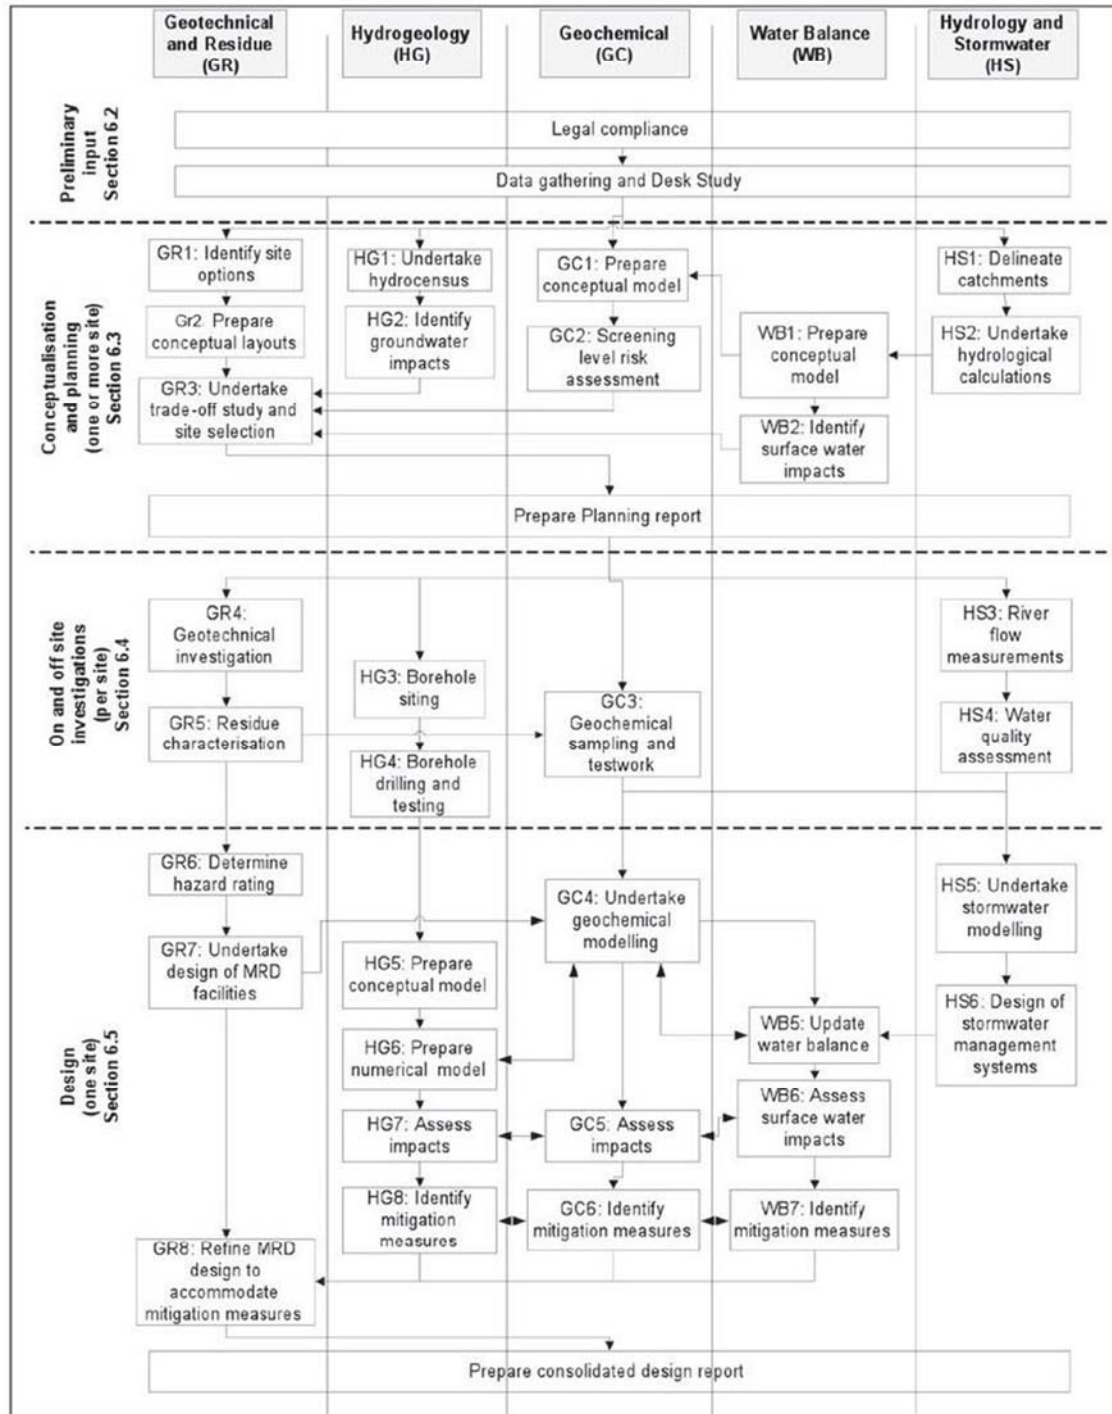 Geotechnical
and Residue
(GR)
Hydrogeology
(HG)
Geochemical
(GC)
Water Balance
(WB)
Hydrology and
Stormwater
(HS)
Preliminary
input
Section 6.2
Legal compliance
Data gathering and Desk Study
Conceptualisation
and planning
(one or more site)
Section 6.3
GR1: Identify site
options
HG1: Undertake
hydrocensus
GC1: Prepare
conceptual model
HS1: Delineate
catchments
Gr2. Prepare
conceptual layouts
HG2: Identify
groundwater
impacts
GC2: Screening
level risk
assessment
WB1: Prepare
conceptual
model
HS2: Undertake
hydrological
calculations
GR3: Undertake
trade-off study and
site selection
WB2: Identify
surface water
impacts
Prepare Planning report
On and off site
investigations
(per site)
Section 6.4
GR4:
Geotechnical
investigation
HS3: River
flow
measurements
HG3: Borehole
siting
GR5: Residue
characterisation
GC3:
Geochemical
sampling and
testwork
HS4: Water
quality
assessment
HG4: Borehole
drilling and
testing
Design
(one site)
Section 6.5
GR6: Determine
hazard rating
GC4: Undertake
geochemical
modelling
HS5: Undertake
stormwater
modelling
GR7: Undertake
design of MRD
facilities
HG5: Prepare
conceptual model
HS6: Design of
stormwater
management
systems
WB5: Update
water balance
HG6: Prepare
numerical model
WB6: Assess
surface water
impacts
HG7: Assess
impacts
GC5: Assess
impacts
HG8: Identify
mitigation
measures
GC6: Identify
mitigation measures
WB7: Identify
mitigation measures
GR8: Refine MRD
design to
accommodate
mitigation measures
Prepare consolidated design report